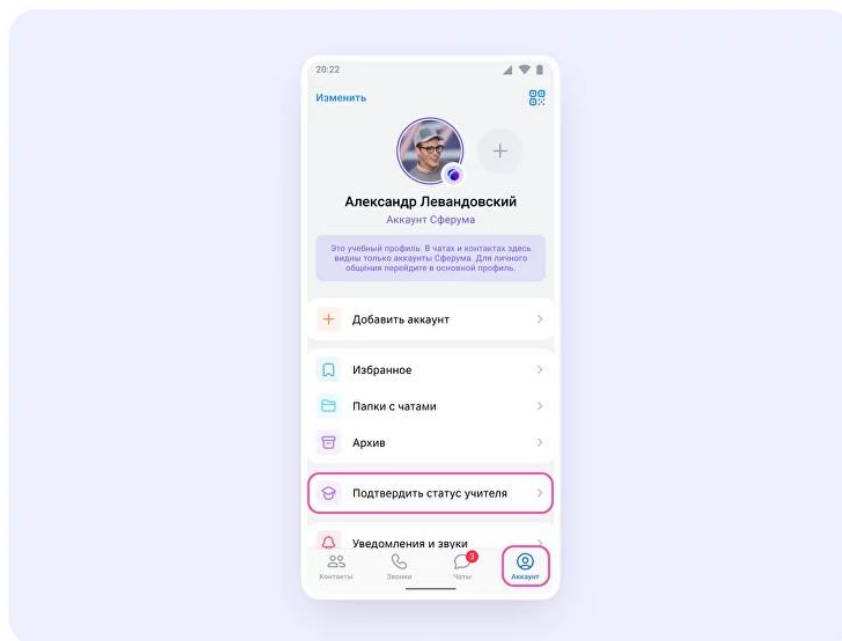 20:22
Изменить
Александр Левандовский
Аккаунт Сферума
Это учебный профиль. В чатах и контактах здесь
видны только аккаунты Сферума. Для личного
общения перейдите в основной профиль.
Добавить аккаунт
Избранное
Папки с чатами
Архив
Подтвердить статус учителя
Уведомления и звуки
3
Контакты Звонки Чаты Аккаунт